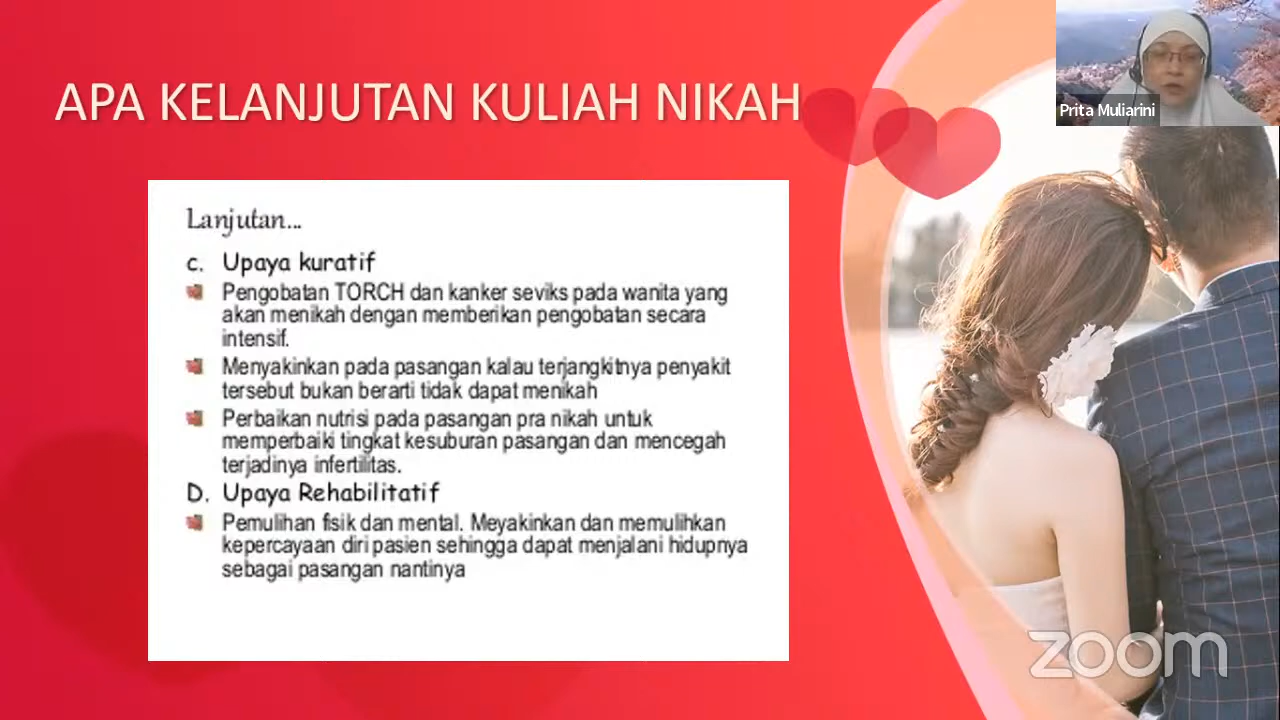 APA KELANJUTAN KULIAH NIKAH
Prita Muliarini
Lanjutan...
c. Upaya kuratif
Pengobatan TORCH dan kanker seviks pada wanita yang
akan menikah dengan memberikan pengobatan secara
intensif.
Menyakinkan pada pasangan kalau terjangkitnya penyakit
tersebut bukan berarti tidak dapat menikah
Perbaikan nutrisi pada pasangan pra nikah untuk
memperbaiki tingkat kesuburan pasangan dan mencegah
terjadinya infertilitas.
D. Upaya Rehabilitatif
Pemulihan fisik dan mental. Meyakinkan dan memulihkan
kepercayaan diri pasien sehingga dapat menjalani hidupnya
sebagai pasangan nantinya
zoom